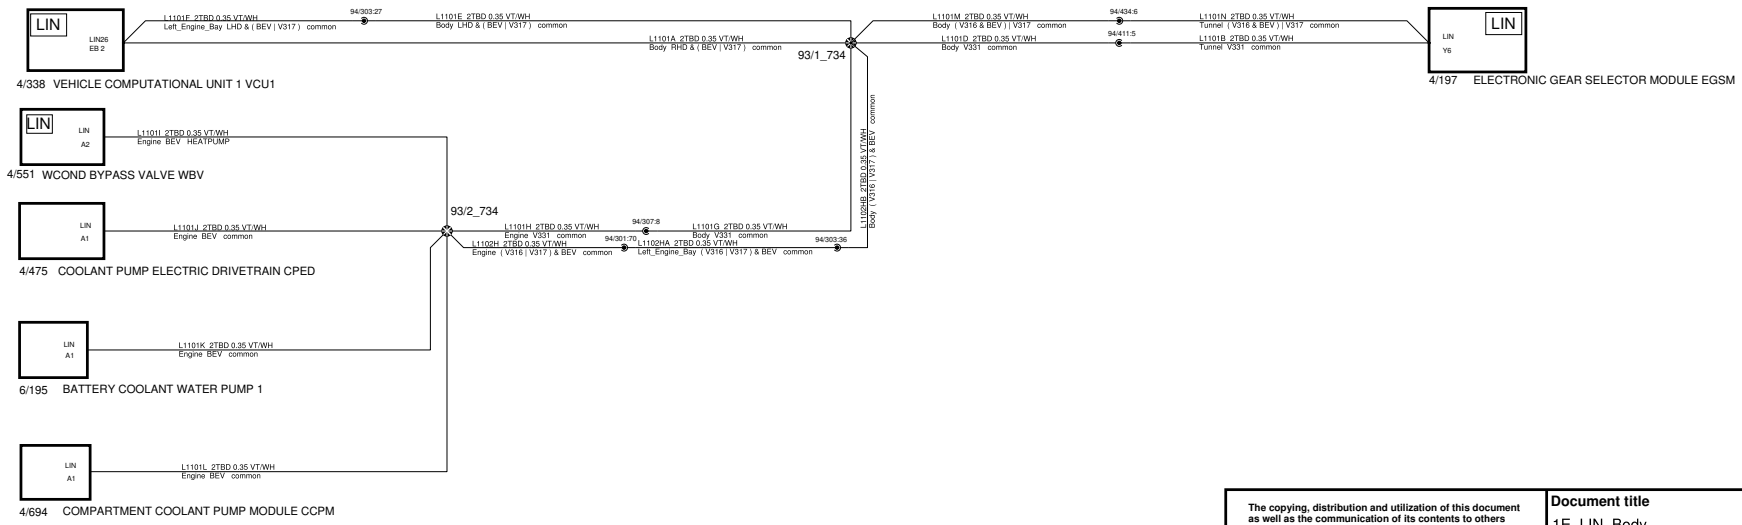 LIN
LIN26
EB 2
4/338 VEHICLE COMPUTATIONAL UNIT 1 VCU1
L1101F 2TBD 0.35 VT/WH
Left_Engine_Bay LHD & ( BEV | V317 ) common
94/303:27
L1101E 2TBD 0.35 VT/WH
Body LHD & ( BEV | V317 ) common
L1101A 2TBD 0.35 VT/WH
Body RHD & ( BEV | V317 ) common
93/1_734
L1101M 2TBD 0.35 VT/WH
Body ( V316 & BEV ) | V317 common
94/434:6
L1101N 2TBD 0.35 VT/WH
Tunnel ( V316 & BEV ) | V317 common
L1101D 2TBD 0.35 VT/WH
Body V331 common
94/411:5
L1101B 2TBD 0.35 VT/WH
Tunnel V331 common
LIN
LIN
Y6
4/197 ELECTRONIC GEAR SELECTOR MODULE EGSM
LIN
LIN
A2
4/551 WCOND BYPASS VALVE WBV
L1101I 2TBD 0.35 VT/WH
Engine BEV HEATPUMP
L1102HB 2TBD 0.35 VT/WH
Body ( V316 | V317 ) & BEV common
LIN
A1
4/475 COOLANT PUMP ELECTRIC DRIVETRAIN CPED
L1101J 2TBD 0.35 VT/WH
Engine BEV common
93/2_734
L1101H 2TBD 0.35 VT/WH
Engine V331 common
94/307:8
L1101G 2TBD 0.35 VT/WH
Body V331 common
L1102H 2TBD 0.35 VT/WH
Engine ( V316 | V317 ) & BEV common
94/301:70
L1102HA 2TBD 0.35 VT/WH
Left_Engine_Bay ( V316 | V317 ) & BEV common
94/303:36
LIN
A1
6/195 BATTERY COOLANT WATER PUMP 1
L1101K 2TBD 0.35 VT/WH
Engine BEV common
LIN
A1
4/694 COMPARTMENT COOLANT PUMP MODULE CCPM
L1101L 2TBD 0.35 VT/WH
Engine BEV common
The copying, distribution and utilization of this document
as well as the communication of its contents to others
Document title